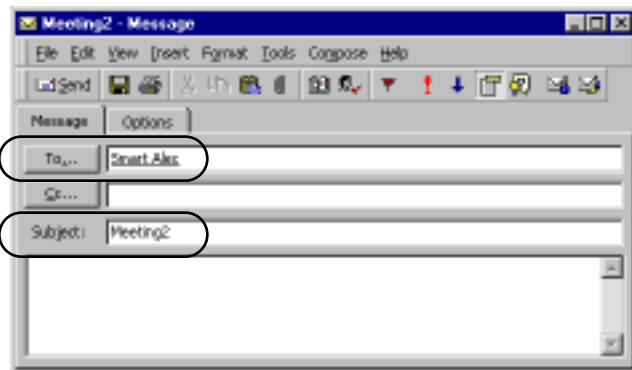 Meeting2 - Message
File Edit View Insert Format Tools Compose Help
Send
Message Options
To... Smart Alec
Cc...
Subject: Meeting2